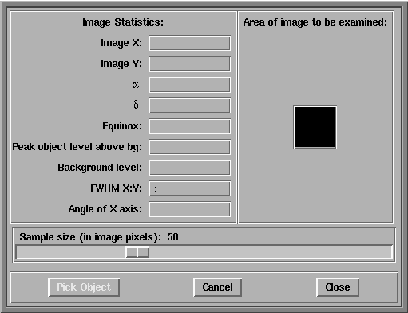 Image Statistics:
Area of image to be examined:
Image X:
Image Y:
α
δ
Equinox:
Peak object level above bg:
Background level:
FWHM X:Y: :
Angle of X axis:
Sample size (in image pixels): 50
Pick Object
Cancel
Close